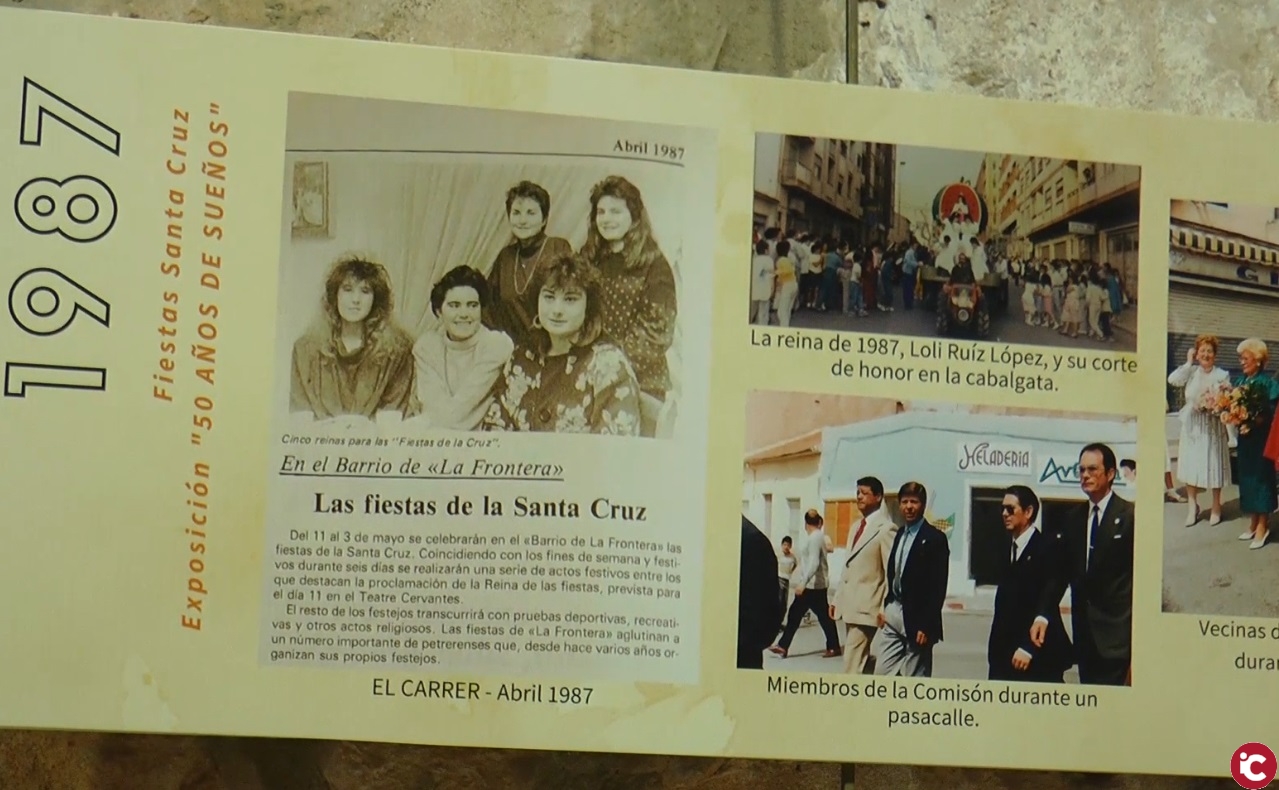 1987
Fiestas Santa Cruz
Exposición "50 AÑOS DE SUEÑOS"
Abril 1987
Cinco reinas para las "Fiestas de la Cruz".
En el Barrio de «La Frontera»
Las fiestas de la Santa Cruz
Del 11 al 3 de mayo se celebrarán en el «Barrio de La Frontera» las
fiestas de la Santa Cruz. Coincidiendo con los fines de semana y festi-
vos durante seis días se realizarán una serie de actos festivos entre los
que destacan la proclamación de la Reina de las fiestas, prevista para
el día 11 en el Teatre Cervantes.
El resto de los festejos transcurrirá con pruebas deportivas, recreati-
vas y otros actos religiosos. Las fiestas de «La Frontera» aglutinan a
un número importante de petrerenses que, desde hace varios años or-
ganizan sus propios festejos.
EL CARRER - Abril 1987
La reina de 1987, Loli Ruíz López, y su corte
de honor en la cabalgata.
HELADERIA
Miembros de la Comisón durante un
pasacalle.
Vecinas
iC